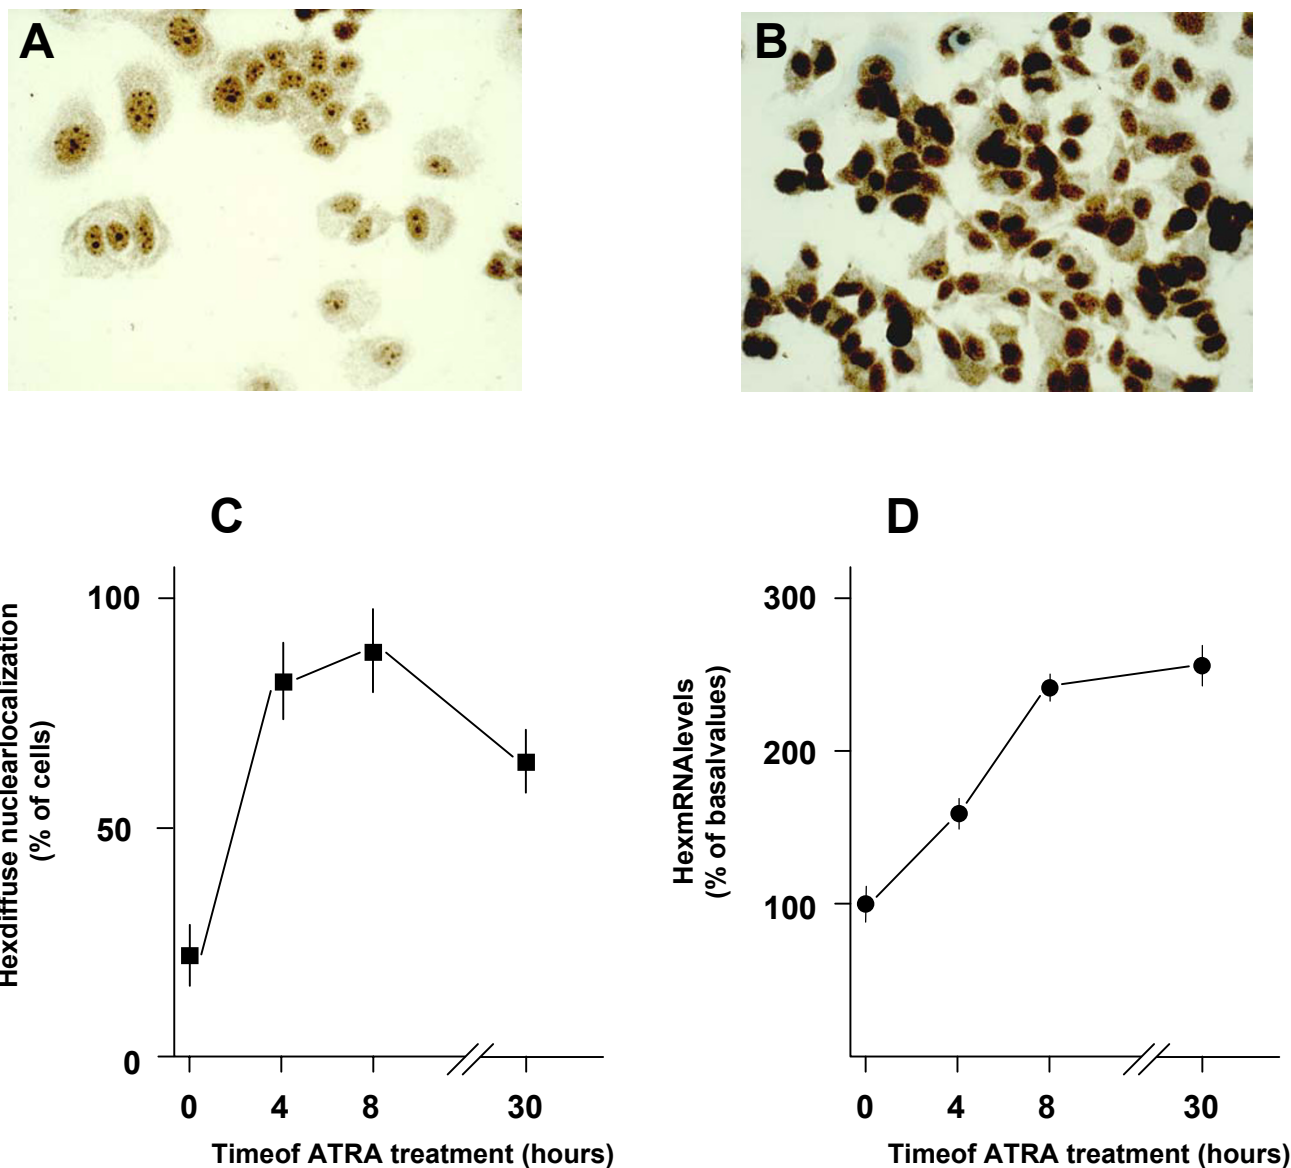 A
B
C
D
Hexdiffuse nuclearlocalization
(% of cells)
100
50
0
0 4 8 30
Timeof ATRA treatment (hours)
HexmRNAlevels
(% of basalvalues)
300
200
100
0 4 8 30
Timeof ATRA treatment (hours)